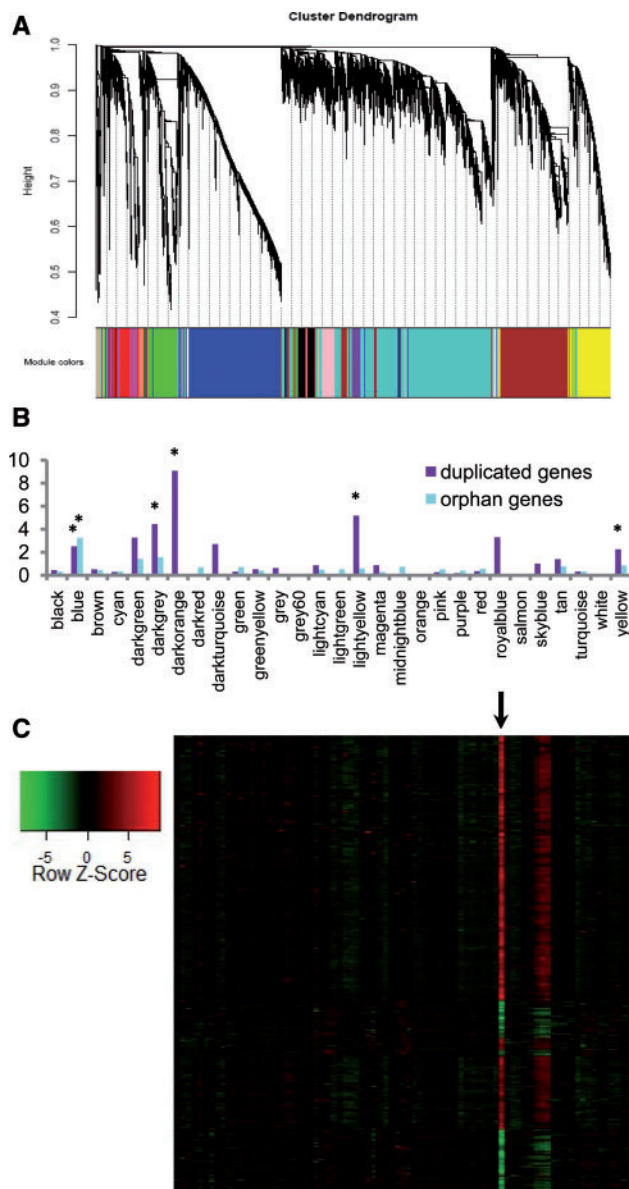 A
Cluster Dendrogram
Height
1.0
0.9
0.8
0.7
0.6
0.5
0.4
Module colors
B
10
8
6
4
2
0
* * * * * *
duplicated genes
orphan genes
black
blue
brown
cyan
darkgreen
darkgrey
darkorange
darkred
darkturquoise
green
greenyellow
grey
grey60
lightcyan
lightgreen
lightyellow
magenta
midnightblue
orange
pink
purple
red
royalblue
salmon
skyblue
tan
turquoise
white
yellow
C
-5 0 5
Row Z-Score